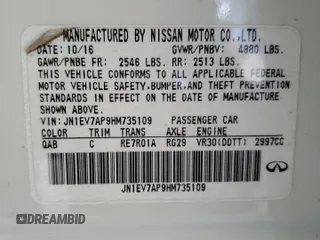 MANUFACTURED BY NISSAN MOTOR CO.,LTD.
DATE: 10/16 GVWR/PNBV: 4980 LBS.
GAWR/PNBE FR: 2546 LBS. RR: 2513 LBS.
THIS VEHICLE CONFORMS TO ALL APPLICABLE FEDERAL
MOTOR VEHICLE SAFETY, BUMPER, AND THEFT PREVENTION
STANDARDS IN EFFECT ON THE DATE OF MANUFACTURE
SHOWN ABOVE.
VIN: JN1EV7AP9HM735109 PASSENGER CAR
COLOR TRIM TRANS AXLE ENGINE
QAB C RE7R01A RG29 VR30(DDTT) 2997CC
JN1EV7AP9HM735109
INFINITI
DREAMBID